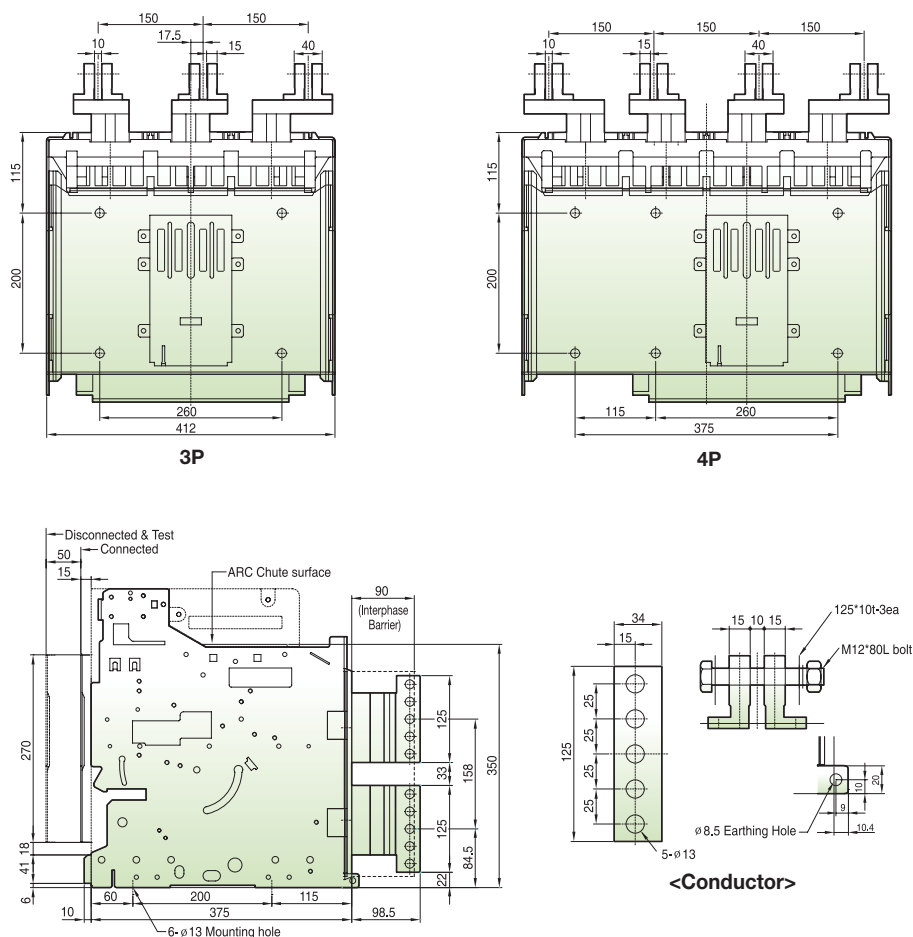 150 150
17.5
10 15 40
115
200
260
412
3P
150 150 150
10 15 40
115
200
115 260
375
4P
Disconnected & Test
50 Connected
15
ARC Chute surface
90
(Interphase
Barrier)
270
18
41
6
10
60 200 115
375
98.5
6-ø13 Mounting hole
125
33
125
22
158
84.5
350
34
15
125
25
25
25
25
5-ø13
15 10 15
125*10t-3ea
M12*80L bolt
20
10
9
10.4
ø8.5 Earthing Hole
<Conductor>